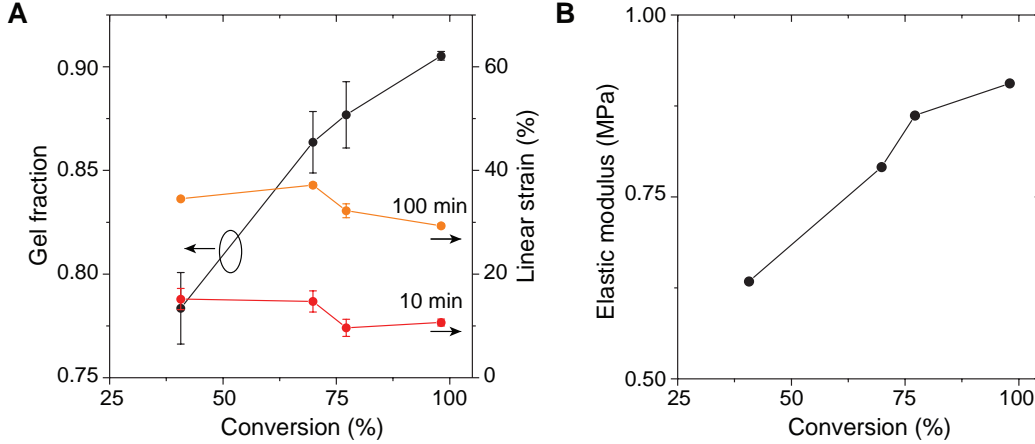 A
Gel fraction
0.90
0.85
0.80
0.75
60
40
20
0
Linear strain (%)
100 min
10 min
25
50
75
100
Conversion (%)
B
Elastic modulus (MPa)
1.00
0.75
0.50
25
50
75
100
Conversion (%)